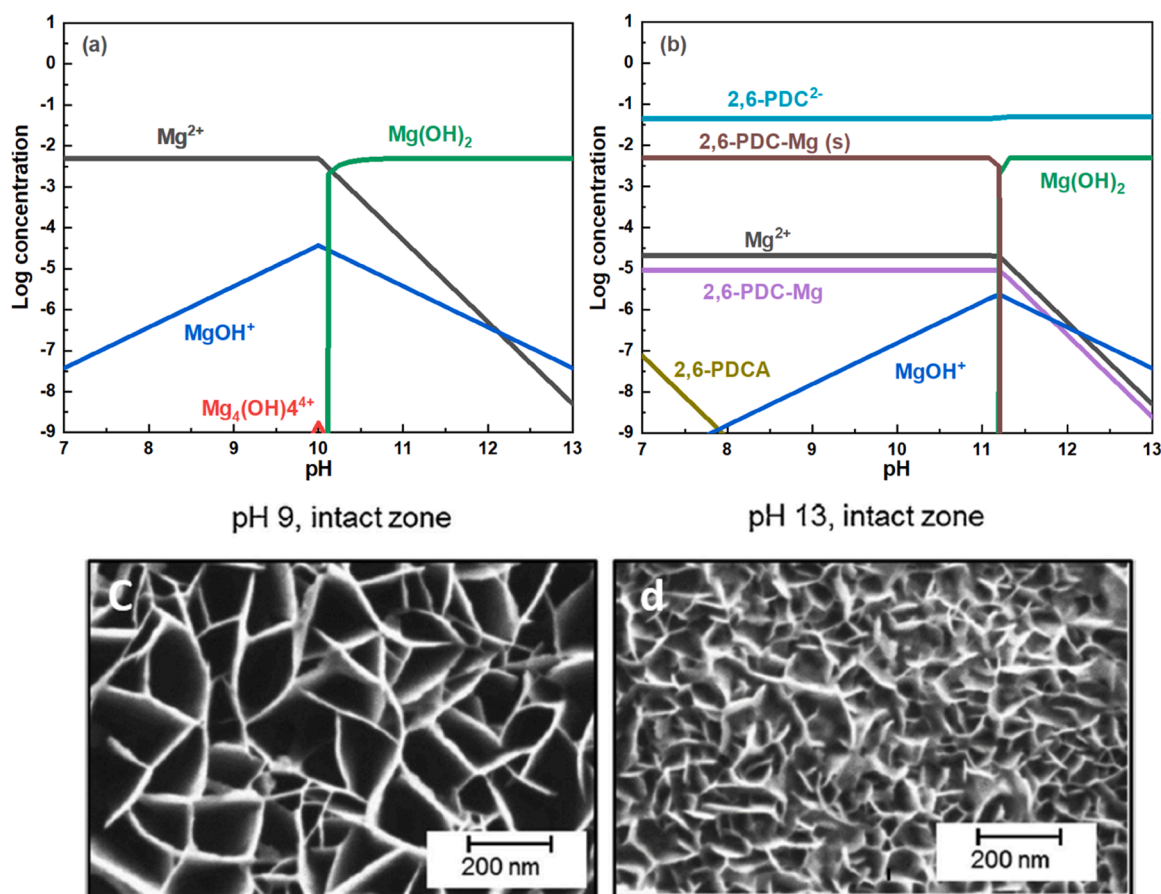 (a)
1
0
-1
-2
-3
-4
-5
-6
-7
-8
-9
Log concentration
Mg²⁺
Mg(OH)₂
MgOH⁺
Mg₄(OH)4⁴⁺
7 8 9 10 11 12 13
pH
(b)
1
0
-1
-2
-3
-4
-5
-6
-7
-8
-9
Log concentration
2,6-PDC²⁻
2,6-PDC-Mg (s)
Mg(OH)₂
Mg²⁺
2,6-PDC-Mg
2,6-PDCA
MgOH⁺
7 8 9 10 11 12 13
pH
pH 9, intact zone
pH 13, intact zone
C
200 nm
d
200 nm